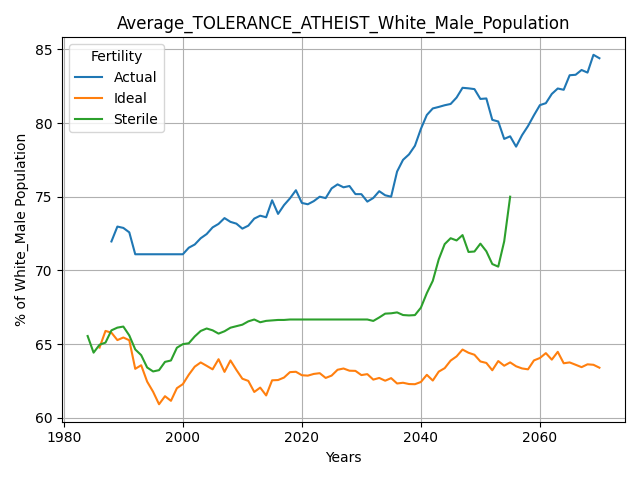 Average_TOLERANCE_ATHEIST_White_Male_Population
Fertility
Actual
Ideal
Sterile
% of White_Male Population
85
80
75
70
65
60
1980
2000
2020
2040
2060
Years